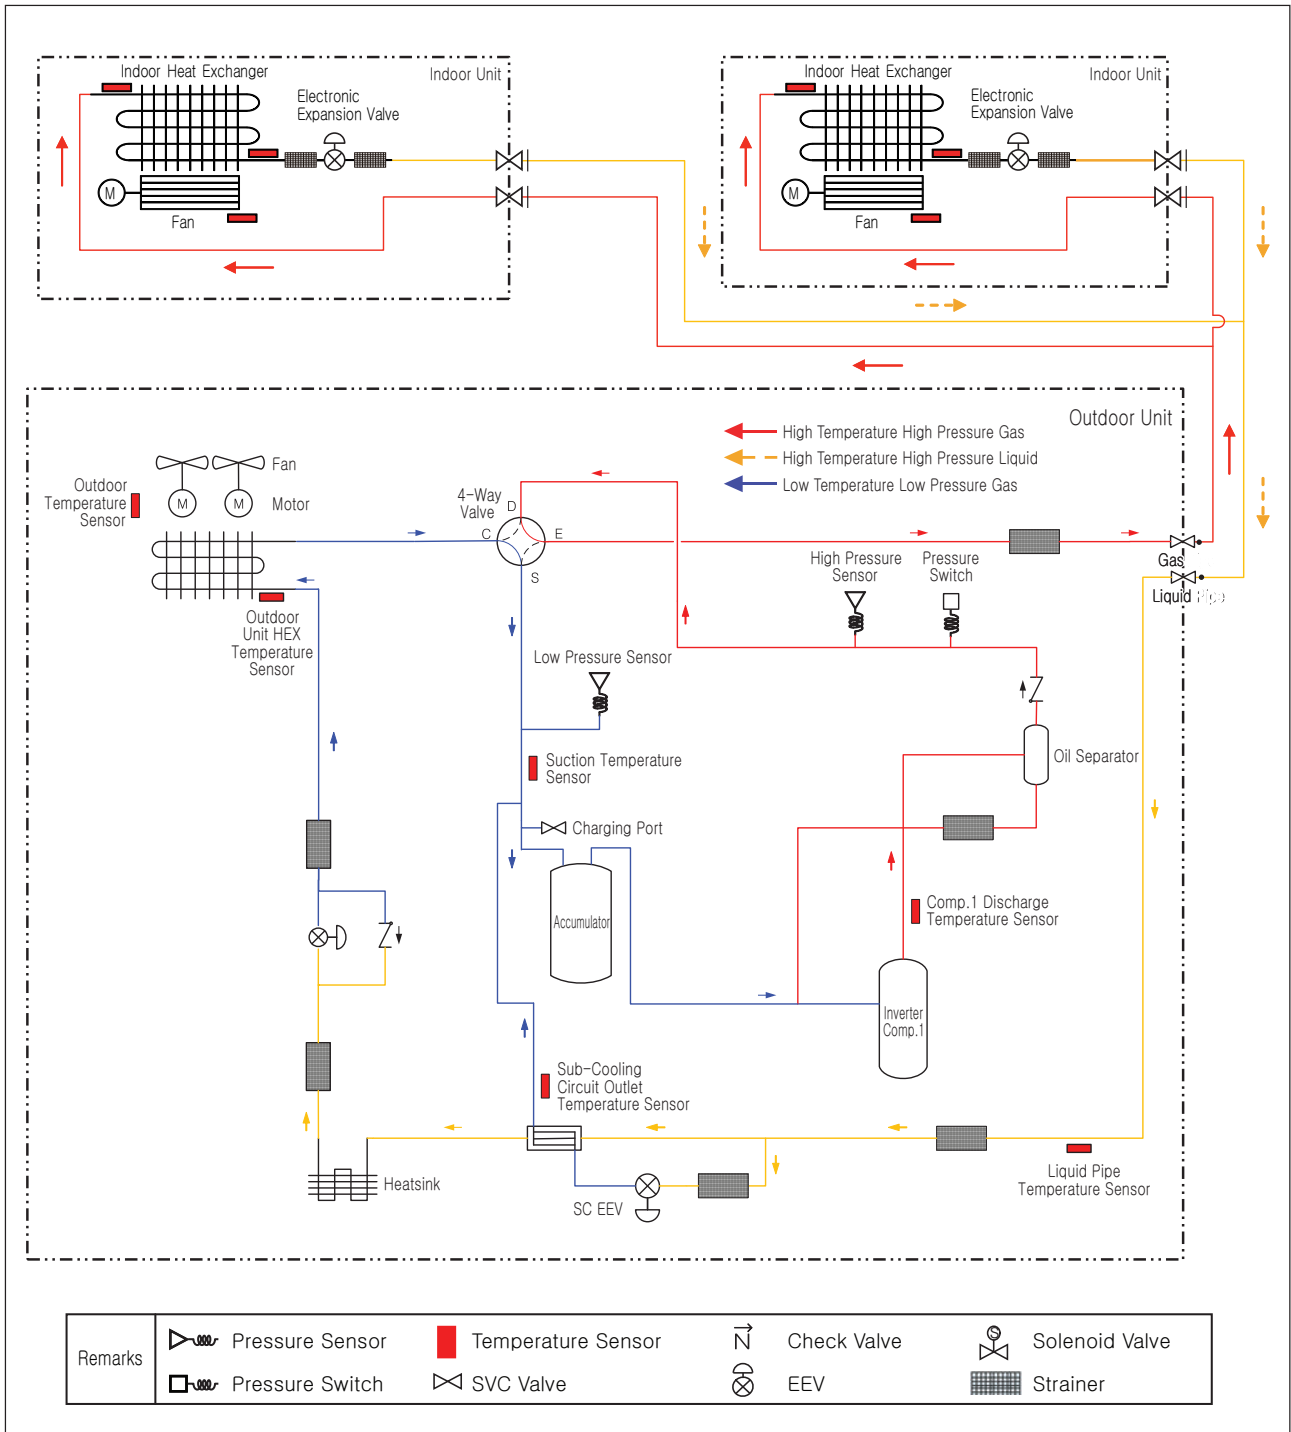 Indoor Heat Exchanger
Indoor Unit
Electronic
Expansion Valve
M
Fan
Indoor Heat Exchanger
Indoor Unit
Electronic
Expansion Valve
M
Fan
Outdoor Unit
High Temperature High Pressure Gas
High Temperature High Pressure Liquid
Low Temperature Low Pressure Gas
Fan
Motor
M
M
Outdoor
Temperature
Sensor
4-Way
Valve
D
C
E
S
High Pressure
Sensor
Pressure
Switch
Gas
Liquid Pipe
Outdoor
Unit HEX
Temperature
Sensor
Low Pressure Sensor
Suction Temperature
Sensor
Oil Separator
Charging Port
Accumulator
Comp.1 Discharge
Temperature Sensor
Inverter
Comp.1
Sub-Cooling
Circuit Outlet
Temperature Sensor
Heatsink
SC EEV
Liquid Pipe
Temperature Sensor
Remarks
Pressure Sensor
Temperature Sensor
Check Valve
S
Solenoid Valve
Pressure Switch
SVC Valve
EEV
Strainer